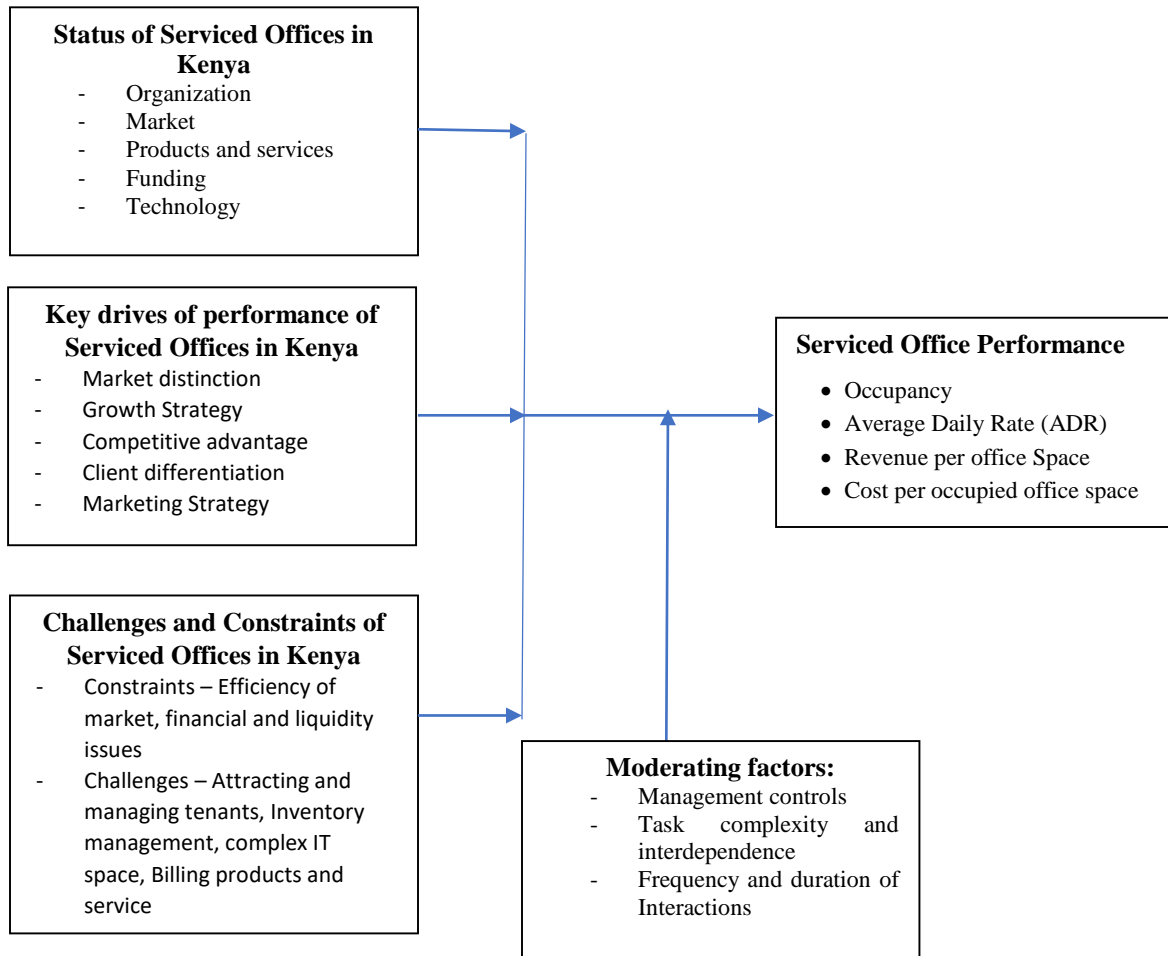 Status of Serviced Offices in
Kenya
- Organization
- Market
- Products and services
- Funding
- Technology
Key drives of performance of
Serviced Offices in Kenya
- Market distinction
- Growth Strategy
- Competitive advantage
- Client differentiation
- Marketing Strategy
Challenges and Constraints of
Serviced Offices in Kenya
- Constraints – Efficiency of
market, financial and liquidity
issues
- Challenges – Attracting and
managing tenants, Inventory
management, complex IT
space, Billing products and
service
Serviced Office Performance
• Occupancy
• Average Daily Rate (ADR)
• Revenue per office Space
• Cost per occupied office space
Moderating factors:
- Management controls
- Task complexity and
interdependence
- Frequency and duration of
Interactions